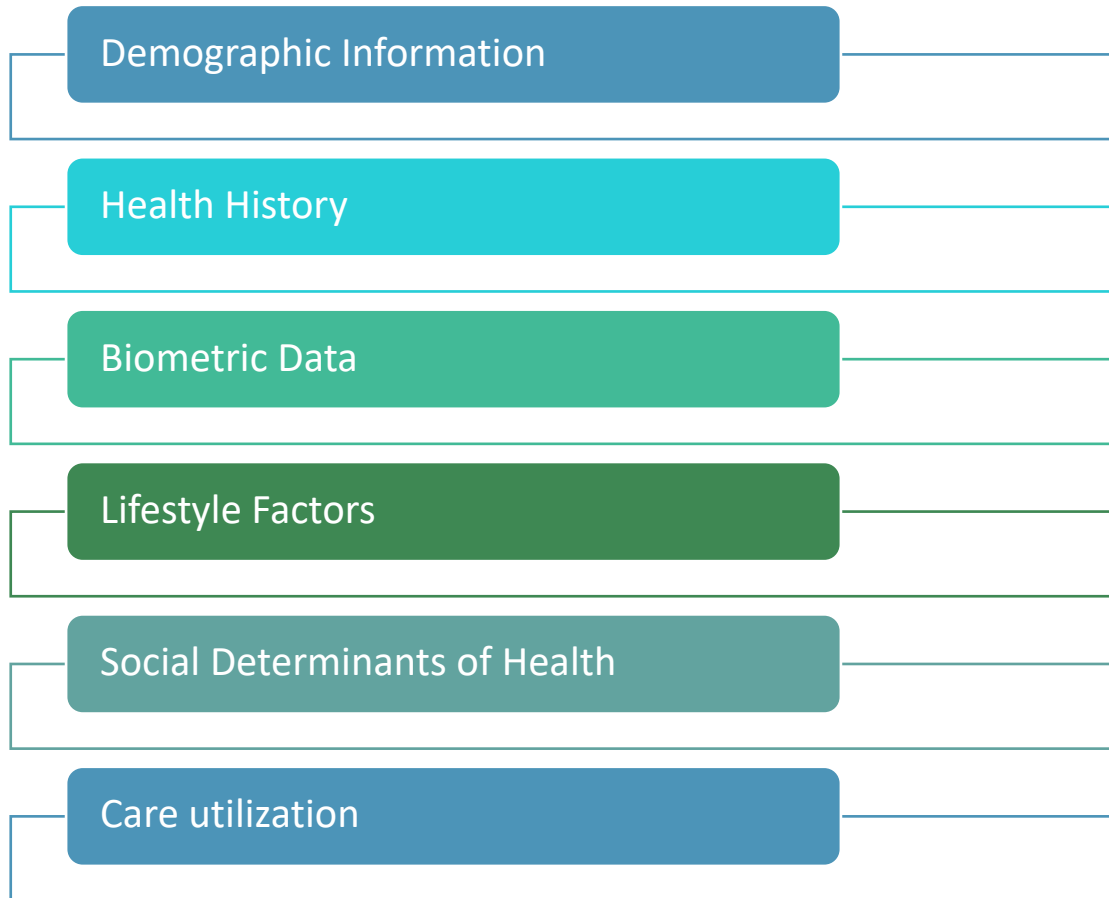 Demographic Information
Health History
Biometric Data
Lifestyle Factors
Social Determinants of Health
Care utilization